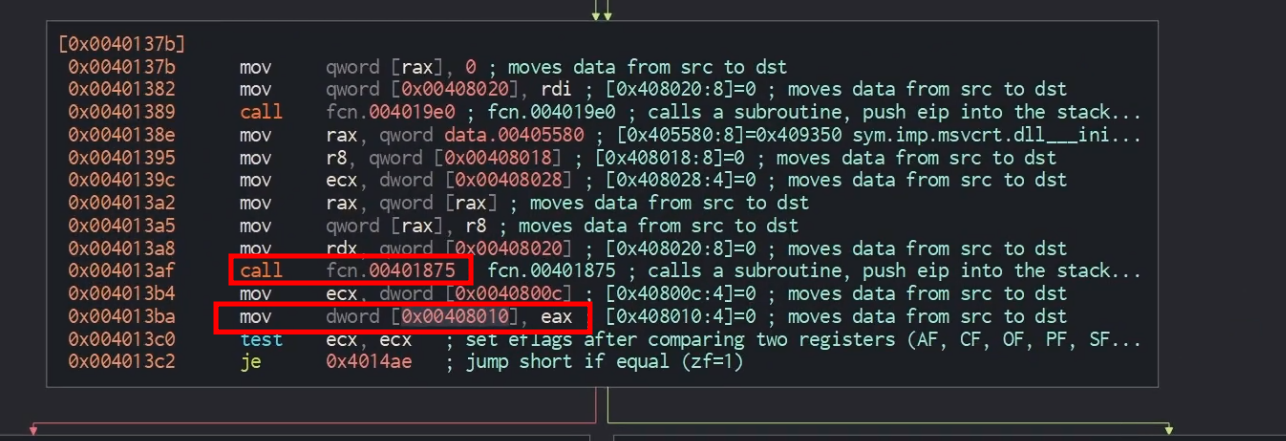 [0x0040137b]
0x0040137b mov qword [rax], 0 ; moves data from src to dst
0x00401382 mov qword [0x00408020], rdi ; [0x408020:8]=0 ; moves data from src to dst
0x00401389 call fcn.004019e0 ; fcn.004019e0 ; calls a subroutine, push eip into the stack...
0x0040138e mov rax, qword data.00405580 ; [0x405580:8]=0x409350 sym.imp.msvcrt.dll___ini...
0x00401395 mov r8, qword [0x00408018] ; [0x408018:8]=0 ; moves data from src to dst
0x0040139c mov ecx, dword [0x00408028] ; [0x408028:4]=0 ; moves data from src to dst
0x004013a2 mov rax, qword [rax] ; moves data from src to dst
0x004013a5 mov qword [rax], r8 ; moves data from src to dst
0x004013a8 mov rdx, qword [0x00408020] ; [0x408020:8]=0 ; moves data from src to dst
0x004013af call fcn.00401875 fcn.00401875 ; calls a subroutine, push eip into the stack...
0x004013b4 mov ecx, dword [0x0040800c] ; [0x40800c:4]=0 ; moves data from src to dst
0x004013ba mov dword [0x00408010], eax [0x408010:4]=0 ; moves data from src to dst
0x004013c0 test ecx, ecx ; set eflags after comparing two registers (AF, CF, OF, PF, SF...
0x004013c2 je 0x4014ae ; jump short if equal (zf=1)